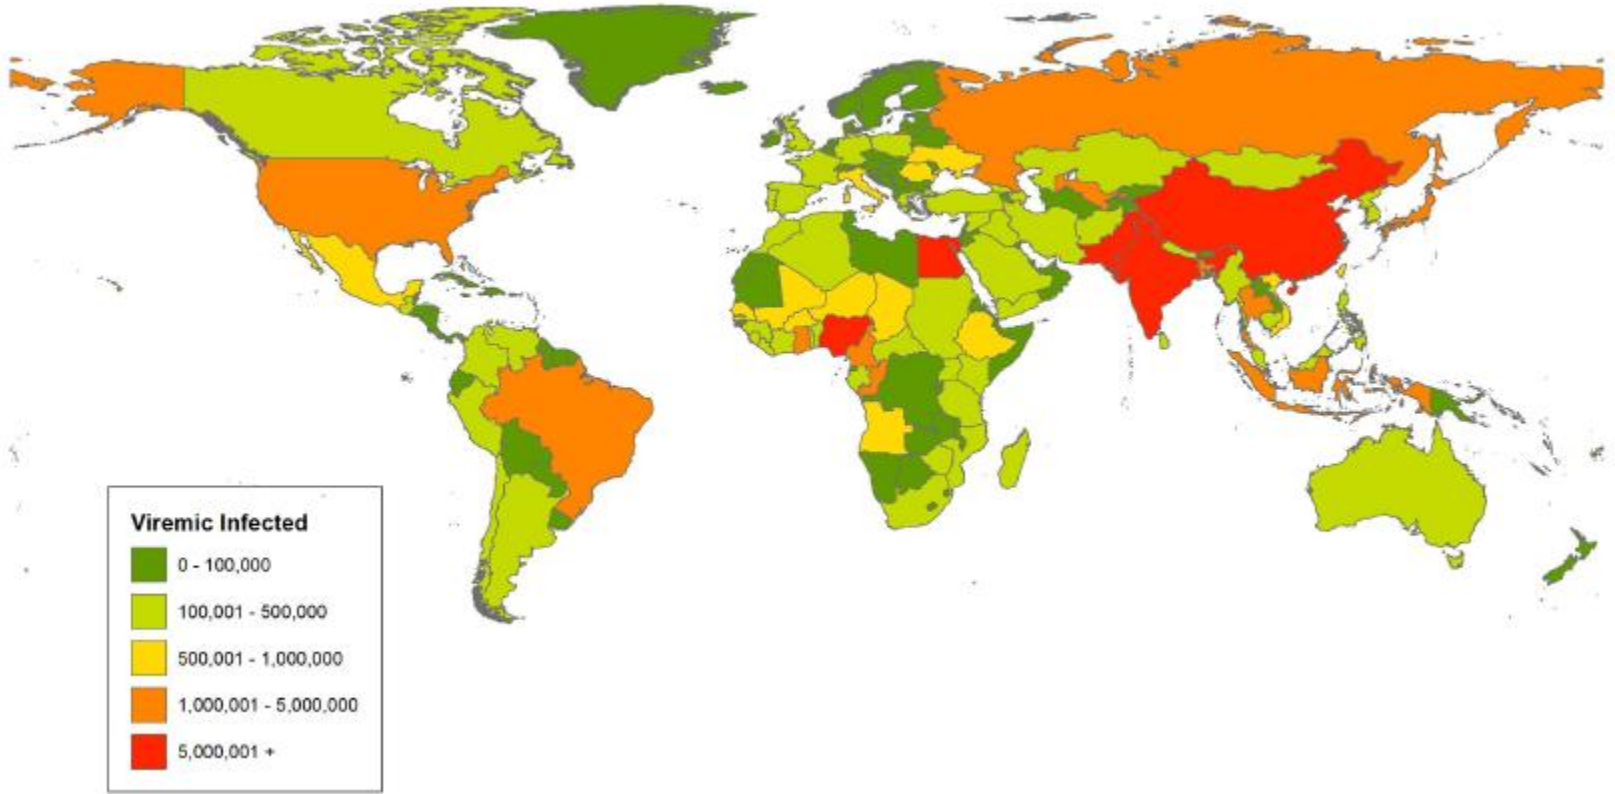 Viremic Infected
0 - 100,000
100,001 - 500,000
500,001 - 1,000,000
1,000,001 - 5,000,000
5,000,001 +